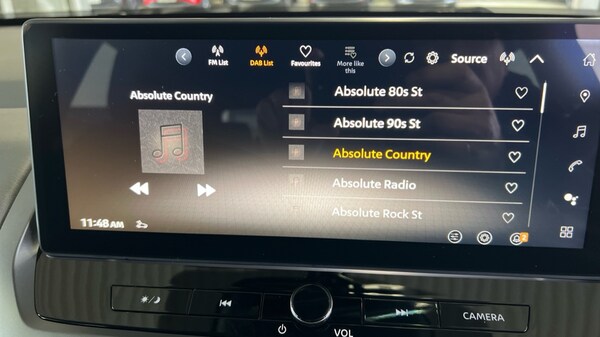 FM List
DAB List
Favourites
More like
this
Source
Absolute Country
Absolute 80s St
Absolute 90s St
Absolute Country
Absolute Radio
Absolute Rock St
11:48 AM
2
VOL
CAMERA